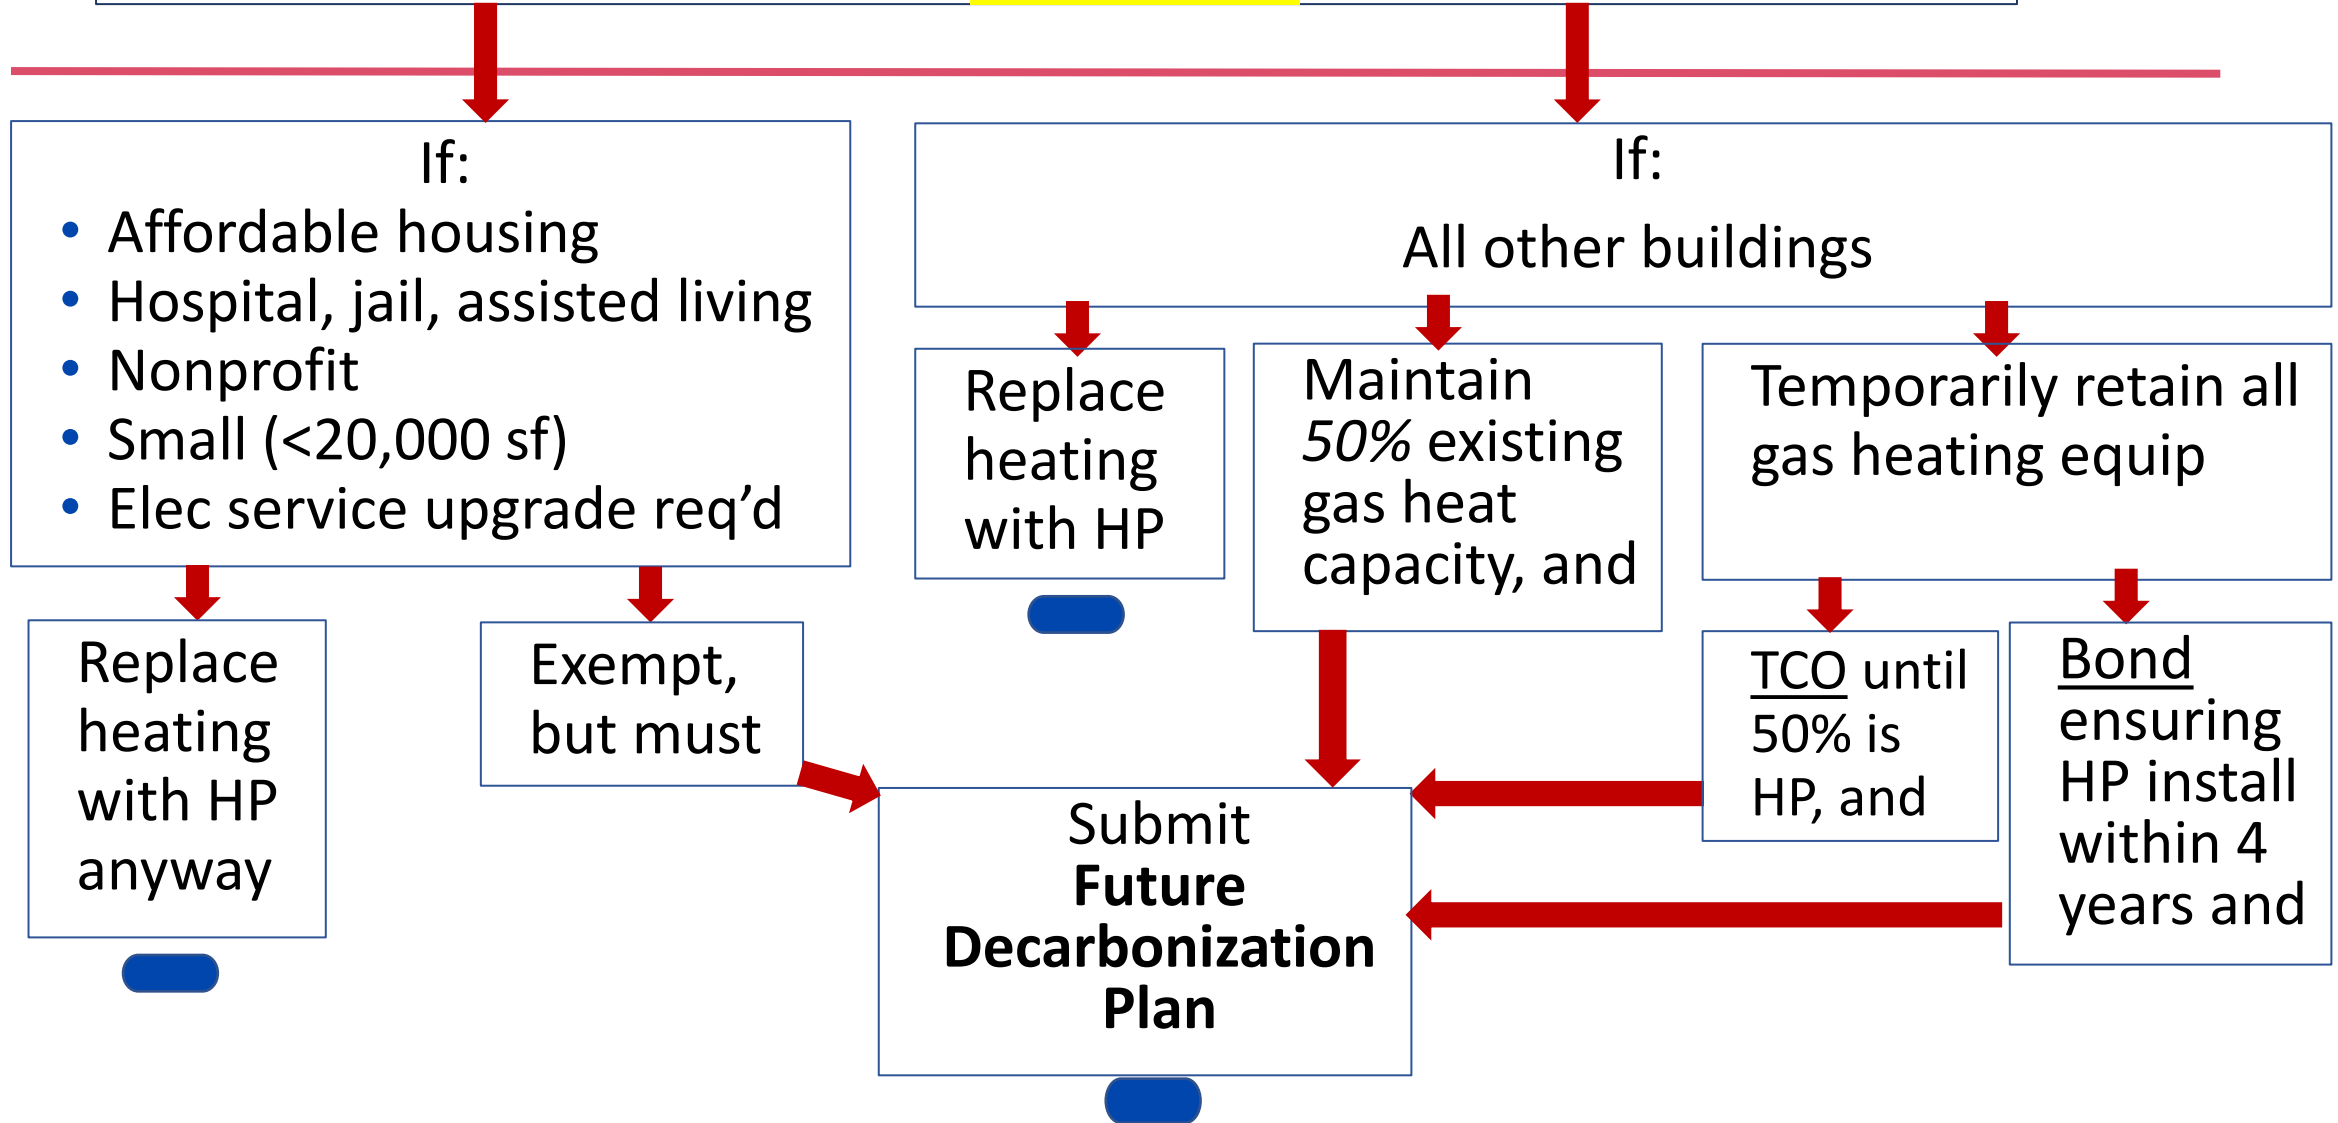 If:
• Affordable housing
• Hospital, jail, assisted living
• Nonprofit
• Small (<20,000 sf)
• Elec service upgrade req’d
If:
All other buildings
Replace
heating
with HP
anyway
Exempt,
but must
Replace
heating
with HP
Maintain
50% existing
gas heat
capacity, and
Temporarily retain all
gas heating equip
TCO until
50% is
HP, and
Bond
ensuring
HP install
within 4
years and
Submit
Future
Decarbonization
Plan